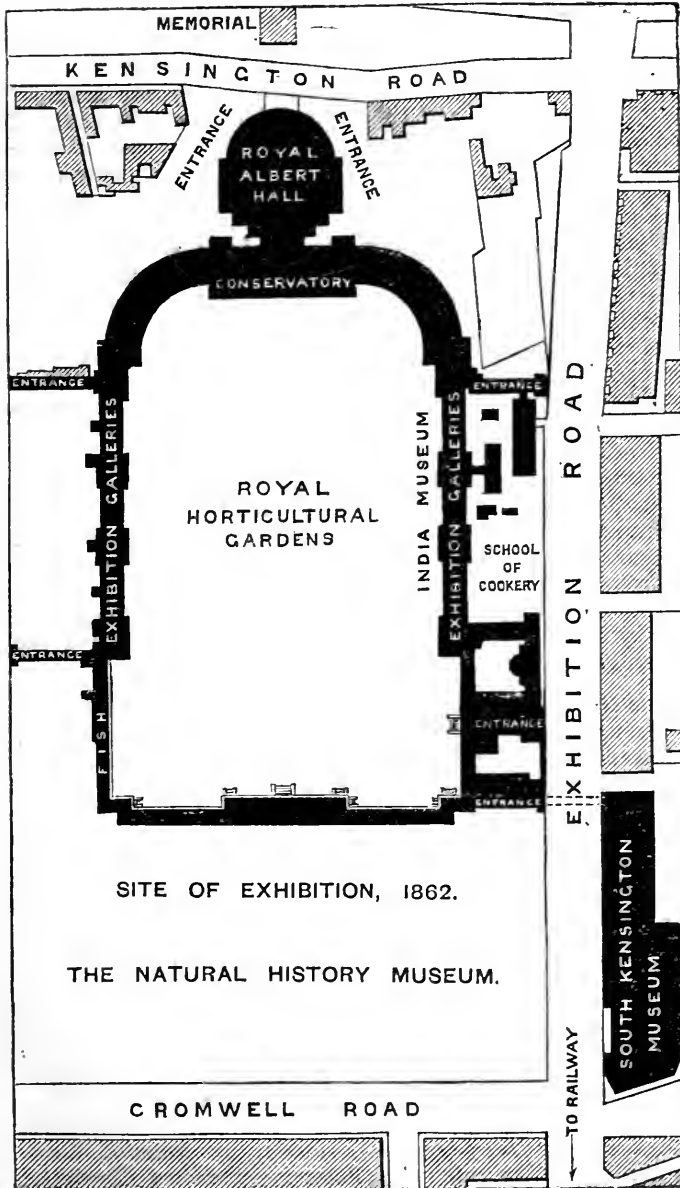 MEMORIAL
KENSINGTON ROAD
ENTRANCE
ENTRANCE
ROYAL
ALBERT
HALL
CONSERVATORY
ENTRANCE
ENTRANCE
EXHIBITION GALLERIES
ROYAL
HORTICULTURAL
GARDENS
INDIA MUSEUM
EXHIBITION GALLERIES
SCHOOL
OF
COOKERY
EXHIBITION ROAD
ENTRANCE
FISH
ENTRANCE
ENTRANCE
SITE OF EXHIBITION, 1862.
THE NATURAL HISTORY MUSEUM.
SOUTH KENSINGTON
MUSEUM
TO RAILWAY
CROMWELL ROAD